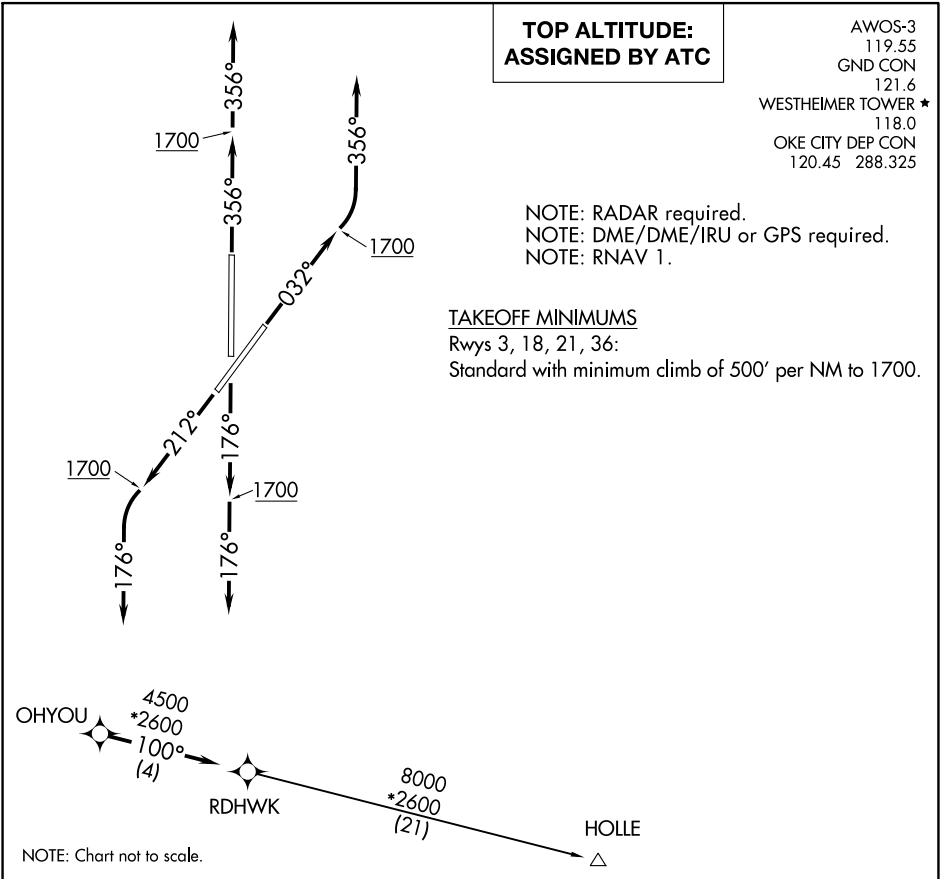 TOP ALTITUDE:
ASSIGNED BY ATC
AWOS-3
119.55
GND CON
121.6
WESTHEIMER TOWER ★
118.0
OKE CITY DEP CON
120.45 288.325
NOTE: RADAR required.
NOTE: DME/DME/IRU or GPS required.
NOTE: RNAV 1.
TAKEOFF MINIMUMS
Rwys 3, 18, 21, 36:
Standard with minimum climb of 500' per NM to 1700.
356°
1700
356°
356°
1700
032°
212°
1700
176°
176°
1700
176°
OHYOU
4500
*2600
100°
(4)
RDHWK
8000
*2600
(21)
HOLLE
NOTE: Chart not to scale.